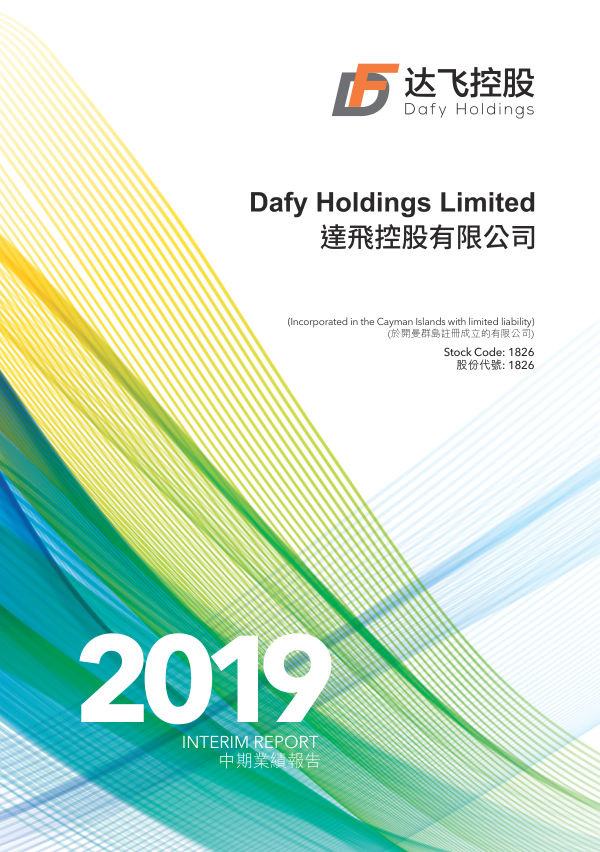 DF
达飞控股
Dafy Holdings
Dafy Holdings Limited
達飛控股有限公司
(Incorporated in the Cayman Islands with limited liability)
(於開曼群島註冊成立的有限公司)
Stock Code: 1826
股份代號: 1826
2019
INTERIM REPORT
中期業績報告